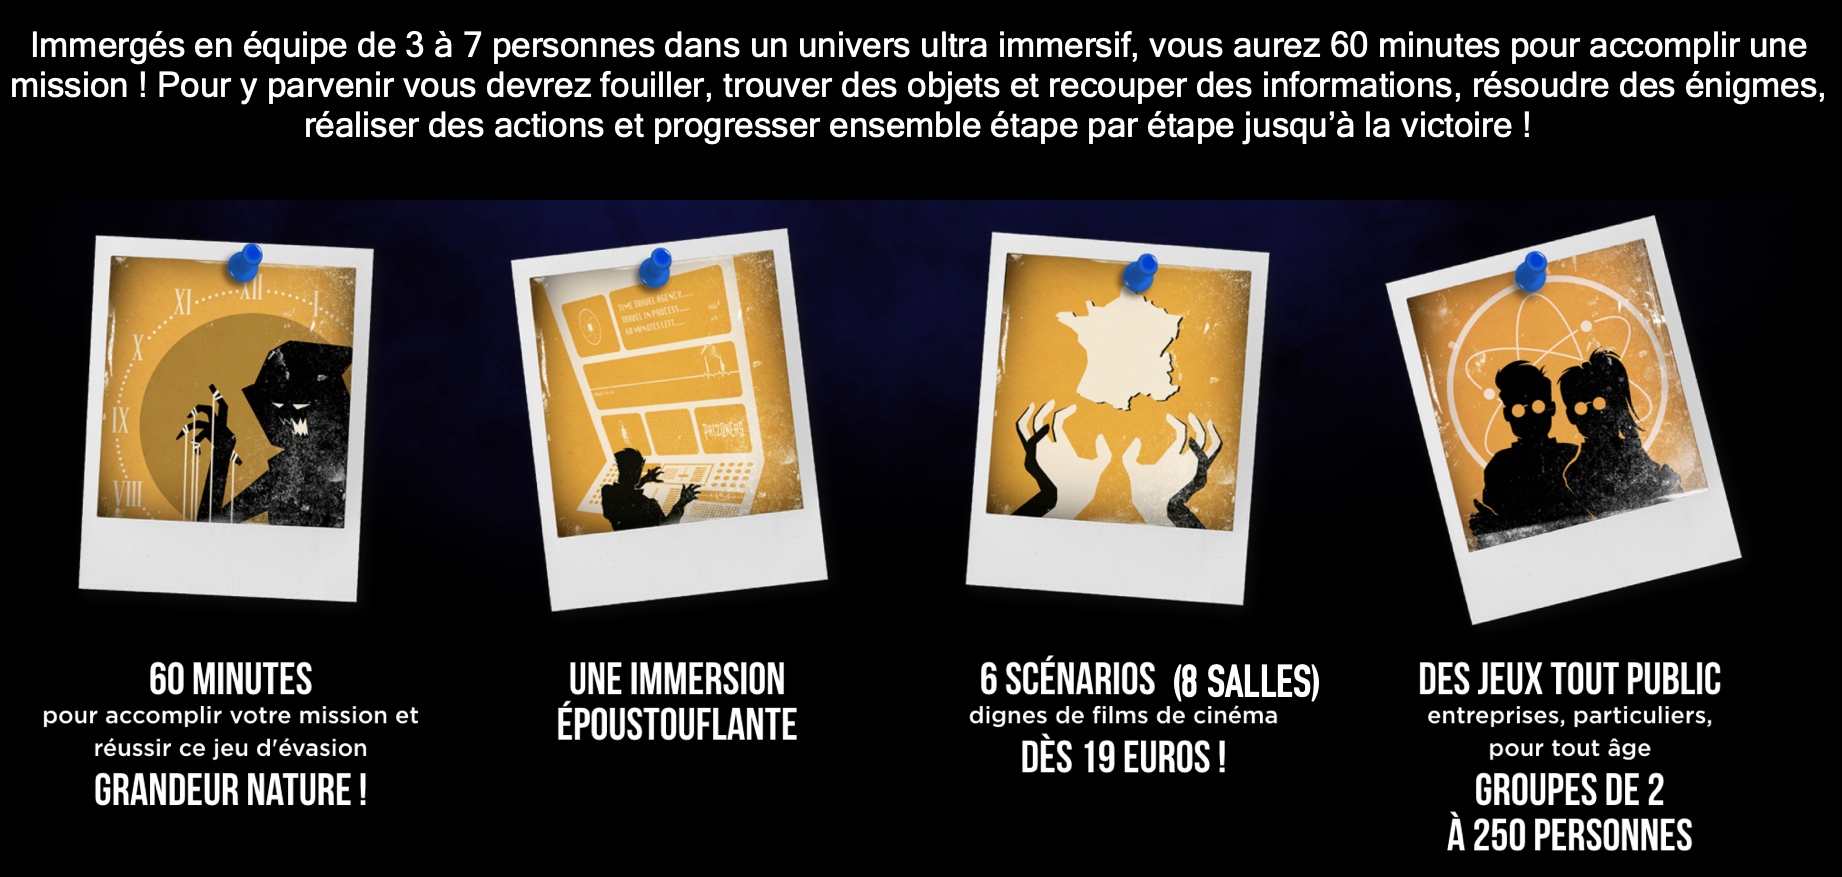 Immergés en équipe de 3 à 7 personnes dans un univers ultra immersif, vous aurez 60 minutes pour accomplir une
mission ! Pour y parvenir vous devrez fouiller, trouver des objets et recouper des informations, résoudre des énigmes,
réaliser des actions et progresser ensemble étape par étape jusqu’à la victoire !
XI XII I
X
IX
VIII
TIME TRAVEL AGENCY.....
TRAVEL IN PROCESS.....
60 MINUTES LEFT.....
PRIZONERS
60 MINUTES
pour accomplir votre mission et
réussir ce jeu d'évasion
GRANDEUR NATURE !
UNE IMMERSION
ÉPOUSTOUFLANTE
6 SCÉNARIOS (8 SALLES)
dignes de films de cinéma
DÈS 19 EUROS !
DES JEUX TOUT PUBLIC
entreprises, particuliers,
pour tout âge
GROUPES DE 2
À 250 PERSONNES